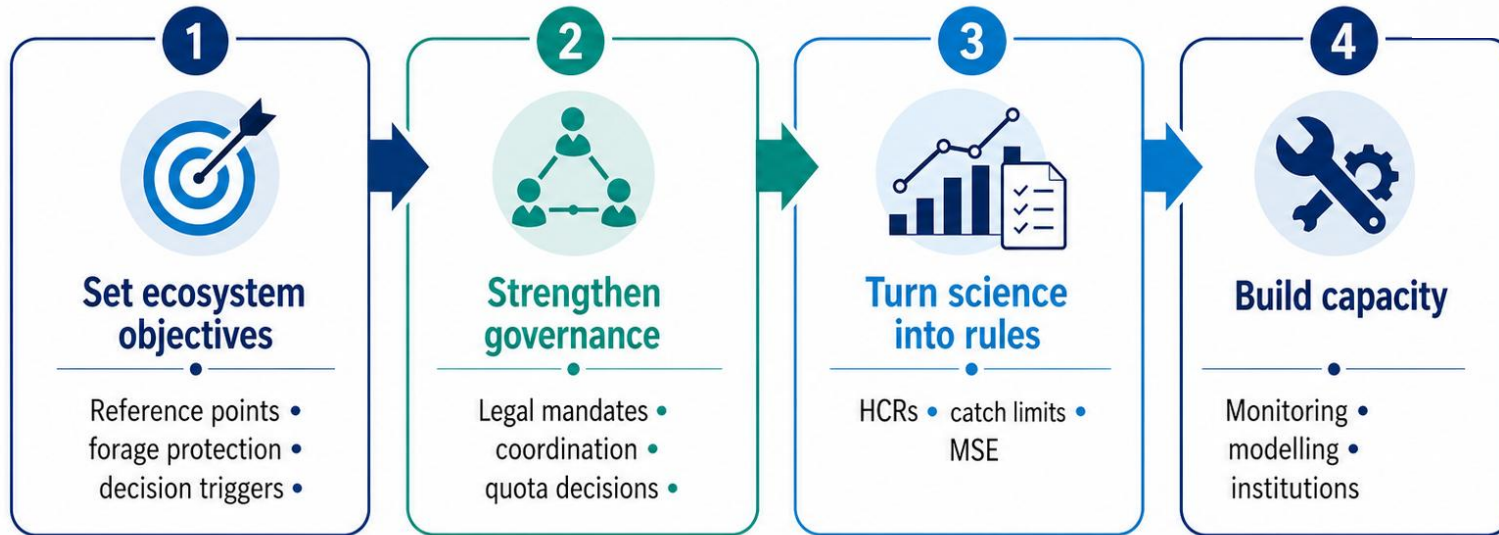 1
Set ecosystem
objectives
Reference points •
forage protection •
decision triggers •
2
Strengthen
governance
Legal mandates •
coordination •
quota decisions •
3
Turn science
into rules
HCRs • catch limits •
MSE
4
Build capacity
Monitoring •
modelling •
institutions